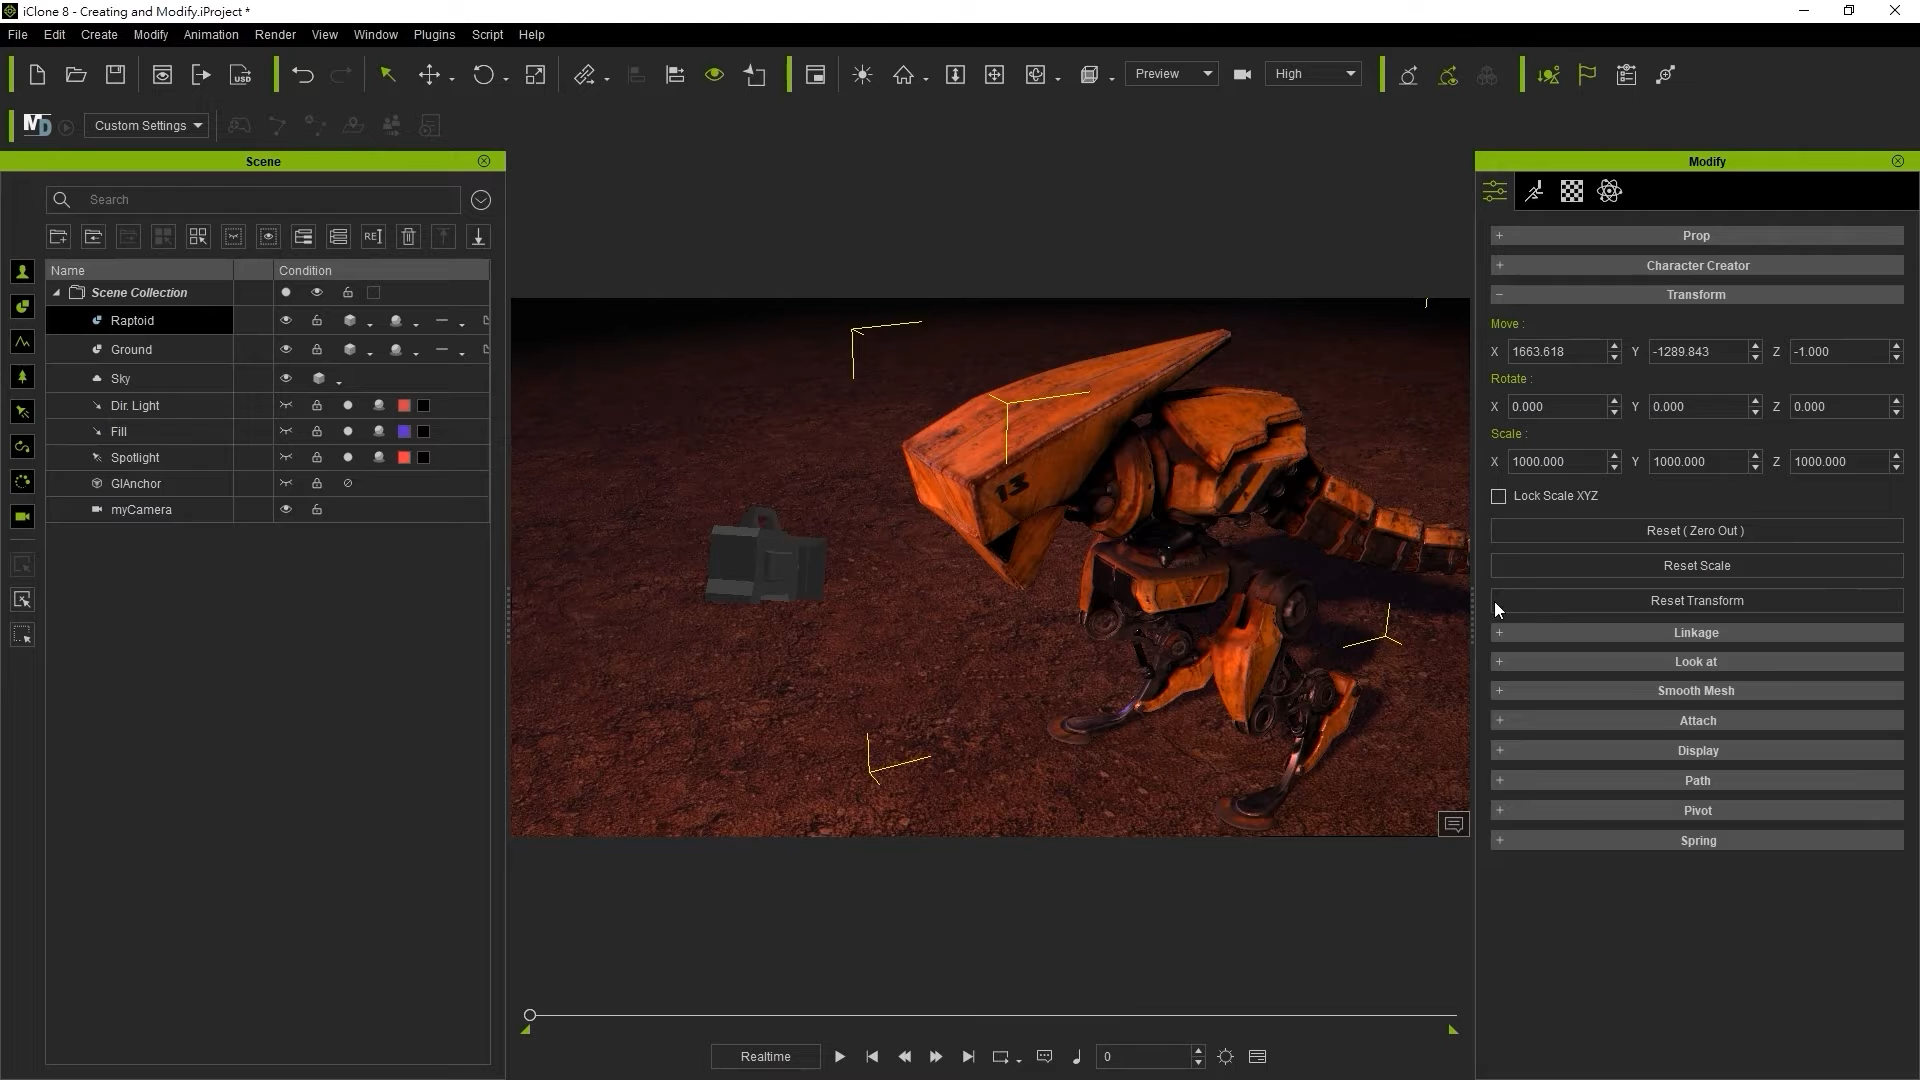 iClone 8 - Creating and Modify.iProject *
File Edit Create Modify Animation Render View Window Plugins Script Help
USD
Preview
High
MD
Custom Settings
Scene
Search
RE
Name
Condition
Scene Collection
Raptoid
Ground
Sky
Dir. Light
Fill
Spotlight
GIAnchor
myCamera
13
Realtime
0
Modify
Prop
Character Creator
Transform
Move :
X 1663.618 Y -1289.843 Z -1.000
Rotate :
X 0.000 Y 0.000 Z 0.000
Scale :
X 1000.000 Y 1000.000 Z 1000.000
Lock Scale XYZ
Reset ( Zero Out )
Reset Scale
Reset Transform
Linkage
Look at
Smooth Mesh
Attach
Display
Path
Pivot
Spring